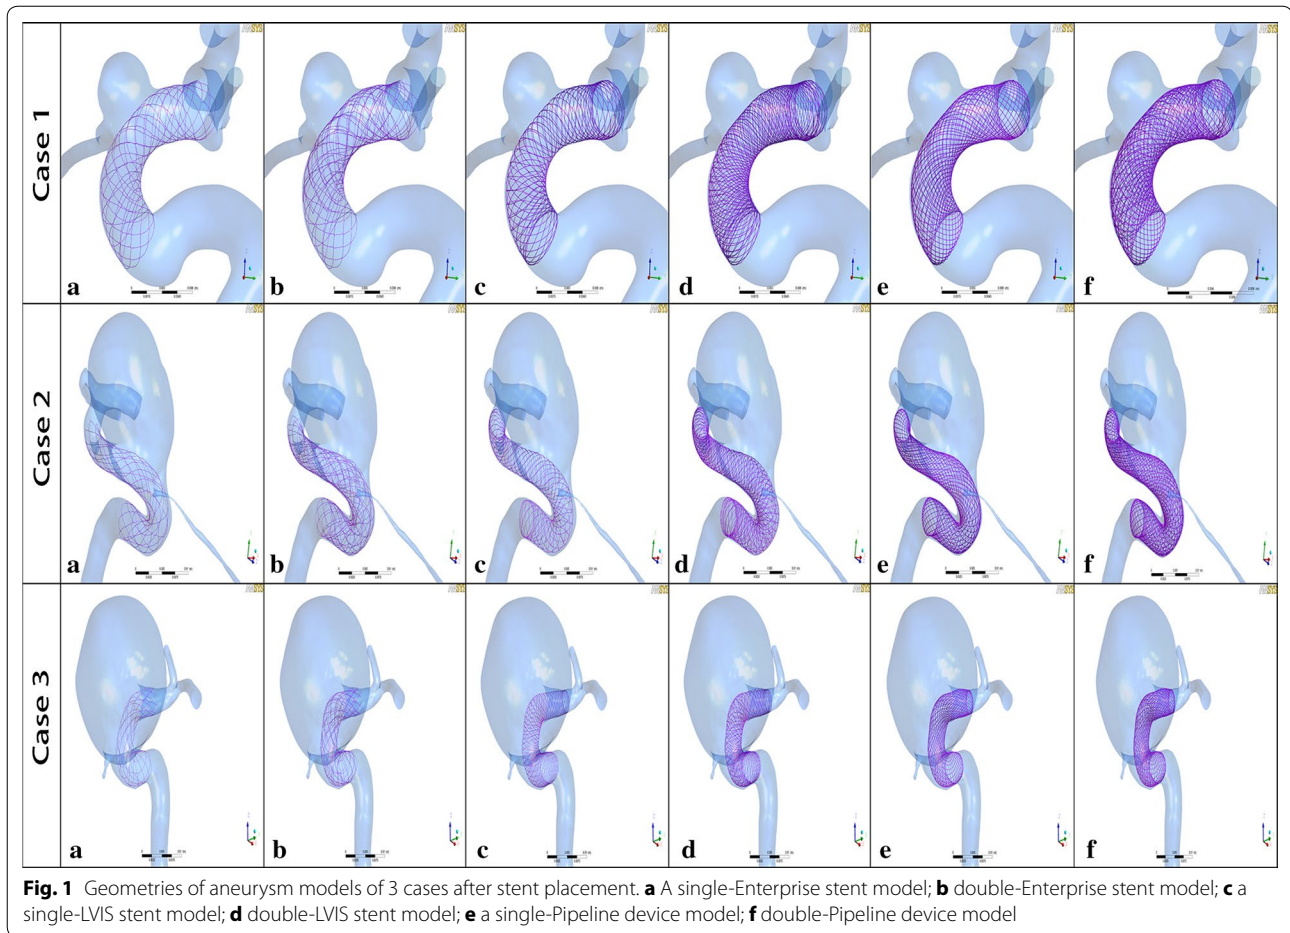 Case 1
a
b
c
d
e
f
Case 2
a
b
c
d
e
f
Case 3
a
b
c
d
e
f
Fig. 1 Geometries of aneurysm models of 3 cases after stent placement. a A single-Enterprise stent model; b double-Enterprise stent model; c a
single-LVIS stent model; d double-LVIS stent model; e a single-Pipeline device model; f double-Pipeline device model